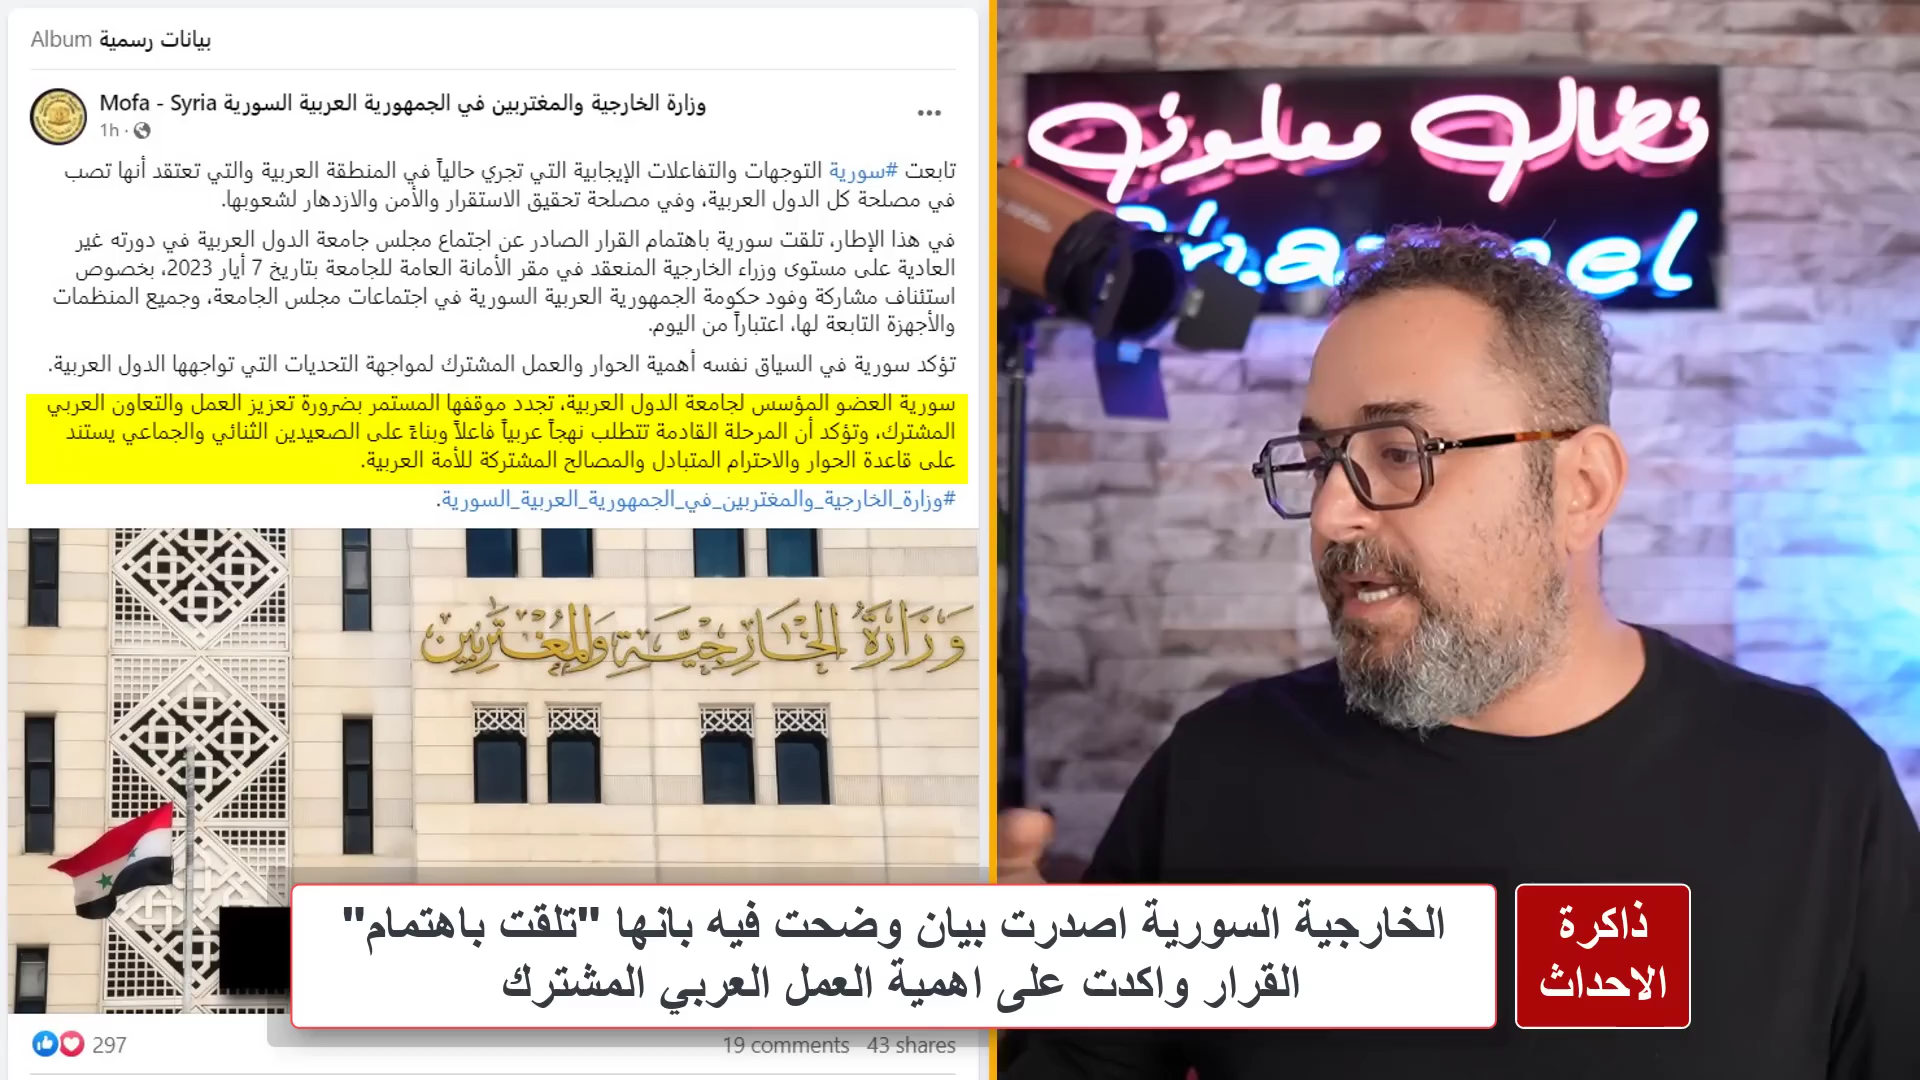 Album بيانات رسمية
Mofa - Syria وزارة الخارجية والمغتربين في الجمهورية العربية السورية
1h ·
تابعت #سورية التوجهات والتفاعلات الإيجابية التي تجري حالياً في المنطقة العربية والتي تعتقد أنها تصب
في مصلحة كل الدول العربية، وفي مصلحة تحقيق الاستقرار والأمن والازدهار لشعوبها.
في هذا الإطار، تلقت سورية باهتمام القرار الصادر عن اجتماع مجلس جامعة الدول العربية في دورته غير
العادية على مستوى وزراء الخارجية المنعقد في مقر الأمانة العامة للجامعة بتاريخ 7 أيار 2023، بخصوص
استئناف مشاركة وفود حكومة الجمهورية العربية السورية في اجتماعات مجلس الجامعة، وجميع المنظمات
والأجهزة التابعة لها، اعتباراً من اليوم.
تؤكد سورية في السياق نفسه أهمية الحوار والعمل المشترك لمواجهة التحديات التي تواجهها الدول العربية.
سورية العضو المؤسس لجامعة الدول العربية، تجدد موقفها المستمر بضرورة تعزيز العمل والتعاون العربي
المشترك، وتؤكد أن المرحلة القادمة تتطلب نهجاً عربياً فاعلاً وبناءً على الصعيدين الثنائي والجماعي يستند
على قاعدة الحوار والاحترام المتبادل والمصالح المشتركة للأمة العربية.
#وزارة_الخارجية_والمغتربين_في_الجمهورية_العربية_السورية.
وزارة الخارجية والمغتربين
297
19 comments 43 shares
نضال معلوف
Channel
ذاكرة
الاحداث
الخارجية السورية اصدرت بيان وضحت فيه بانها "تلقت باهتمام"
القرار واكدت على اهمية العمل العربي المشترك